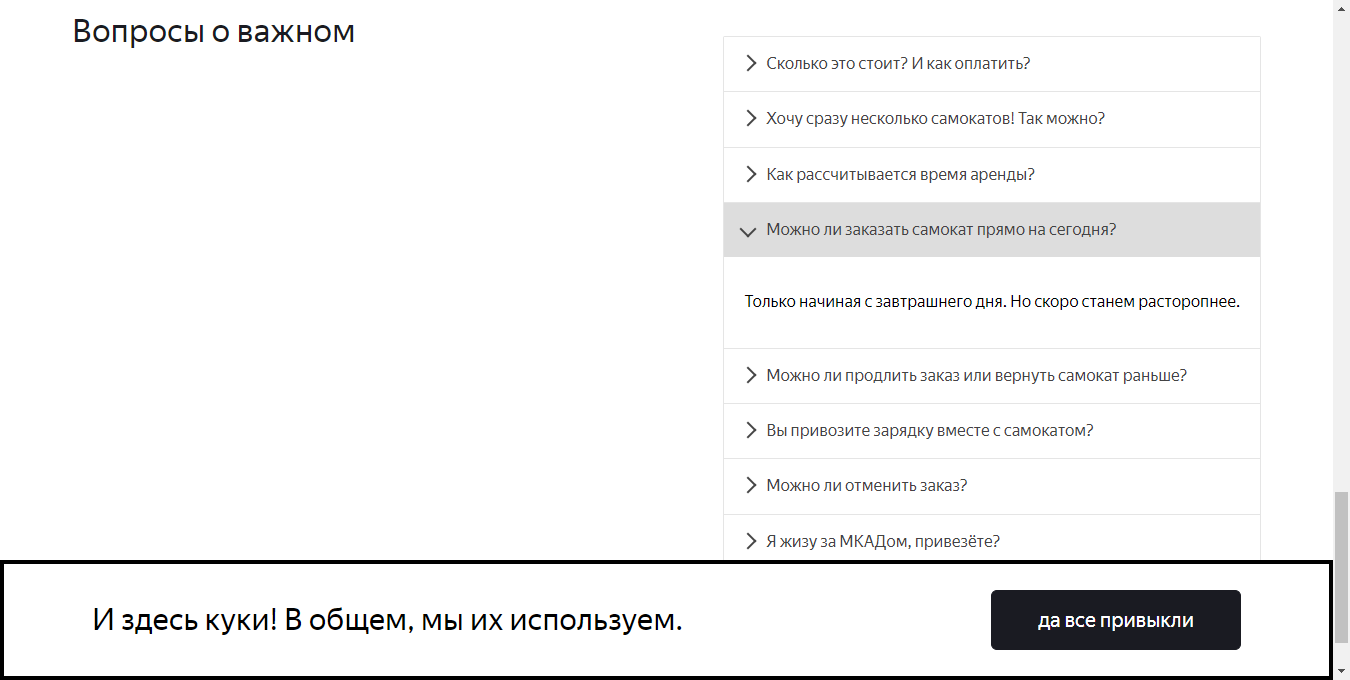 Вопросы о важном
Сколько это стоит? И как оплатить?
Хочу сразу несколько самокатов! Так можно?
Как рассчитывается время аренды?
Можно ли заказать самокат прямо на сегодня?
Только начиная с завтрашнего дня. Но скоро станем расторопнее.
Можно ли продлить заказ или вернуть самокат раньше?
Вы привозите зарядку вместе с самокатом?
Можно ли отменить заказ?
Я жизу за МКАДом, привезёте?
И здесь куки! В общем, мы их используем.
да все привыкли